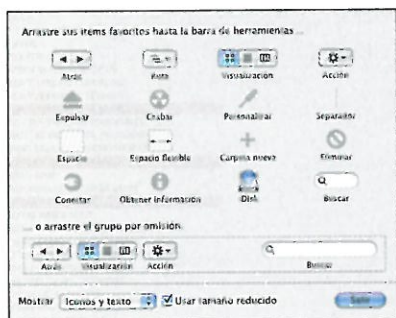 Arrastre sus ítems favoritos hasta la barra de herramientas ...
Atrás Ruta Visualización Acción
Expulsar Grabar Personalizar Separador
Espacio Espacio flexible Carpeta nueva Eliminar
Conectar Obtener información Disk Buscar
... o arrastre el grupo por omisión.
Atrás Visualización Acción Buscar
Mostrar Iconos y texto Usar tamaño reducido Salir